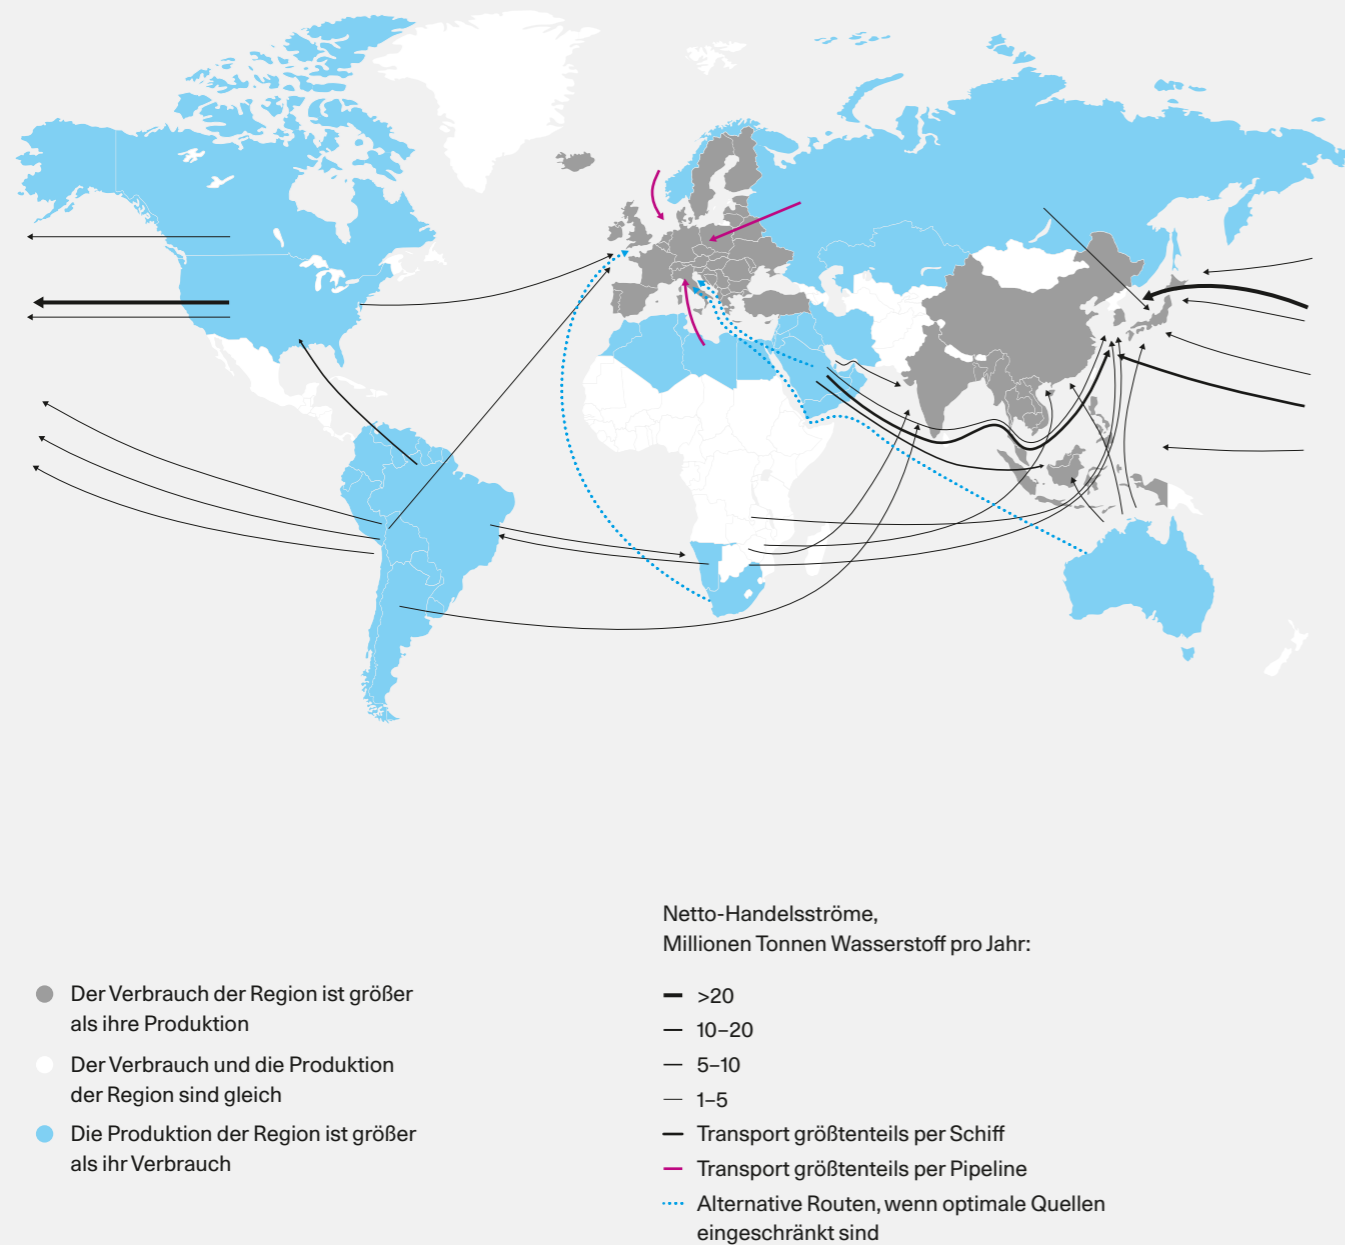 Der Verbrauch der Region ist größer
als ihre Produktion
Der Verbrauch und die Produktion
der Region sind gleich
Die Produktion der Region ist größer
als ihr Verbrauch
Netto-Handelsströme,
Millionen Tonnen Wasserstoff pro Jahr:
>20
10–20
5–10
1–5
Transport größtenteils per Schiff
Transport größtenteils per Pipeline
Alternative Routen, wenn optimale Quellen
eingeschränkt sind